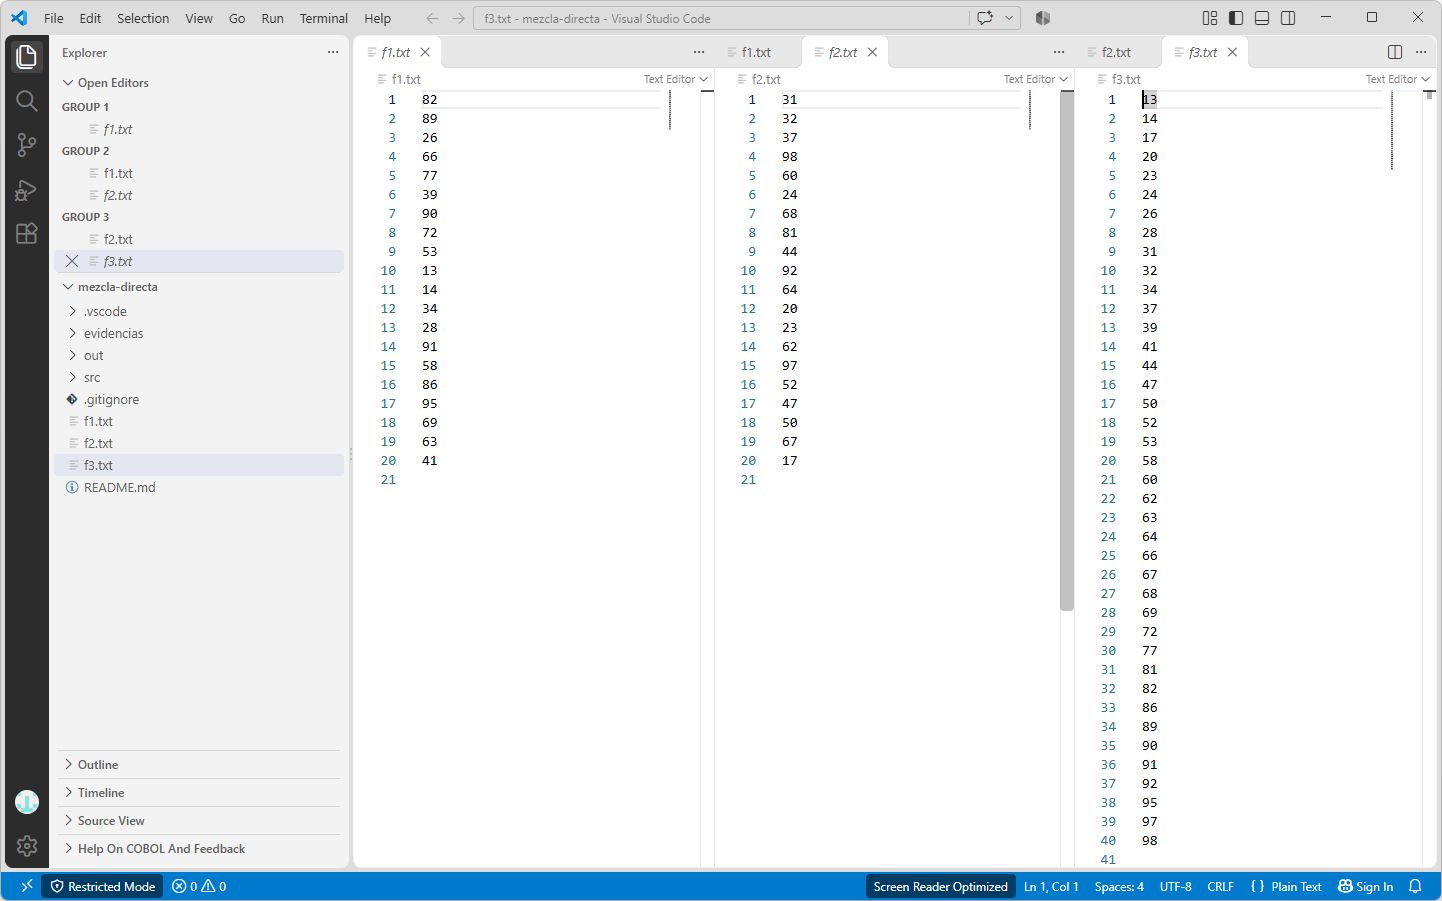 File Edit Selection View Go Run Terminal Help
f3.txt - mezcla-directa - Visual Studio Code
Explorer
Open Editors
GROUP 1
f1.txt
GROUP 2
f1.txt
f2.txt
GROUP 3
f2.txt
f3.txt
mezcla-directa
.vscode
evidencias
out
src
.gitignore
f1.txt
f2.txt
f3.txt
README.md
Outline
Timeline
Source View
Help On COBOL And Feedback
f1.txt
f1.txt Text Editor
1 82
2 89
3 26
4 66
5 77
6 39
7 90
8 72
9 53
10 13
11 14
12 34
13 28
14 91
15 58
16 86
17 95
18 69
19 63
20 41
21
f1.txt f2.txt
f2.txt Text Editor
1 31
2 32
3 37
4 98
5 60
6 24
7 68
8 81
9 44
10 92
11 64
12 20
13 23
14 62
15 97
16 52
17 47
18 50
19 67
20 17
21
f2.txt f3.txt
f3.txt Text Editor
1 13
2 14
3 17
4 20
5 23
6 24
7 26
8 28
9 31
10 32
11 34
12 37
13 39
14 41
15 44
16 47
17 50
18 52
19 53
20 58
21 60
22 62
23 63
24 64
25 66
26 67
27 68
28 69
29 72
30 77
31 81
32 82
33 86
34 89
35 90
36 91
37 92
38 95
39 97
40 98
41
Restricted Mode 0 0 Screen Reader Optimized Ln 1, Col 1 Spaces: 4 UTF-8 CRLF { } Plain Text Sign In